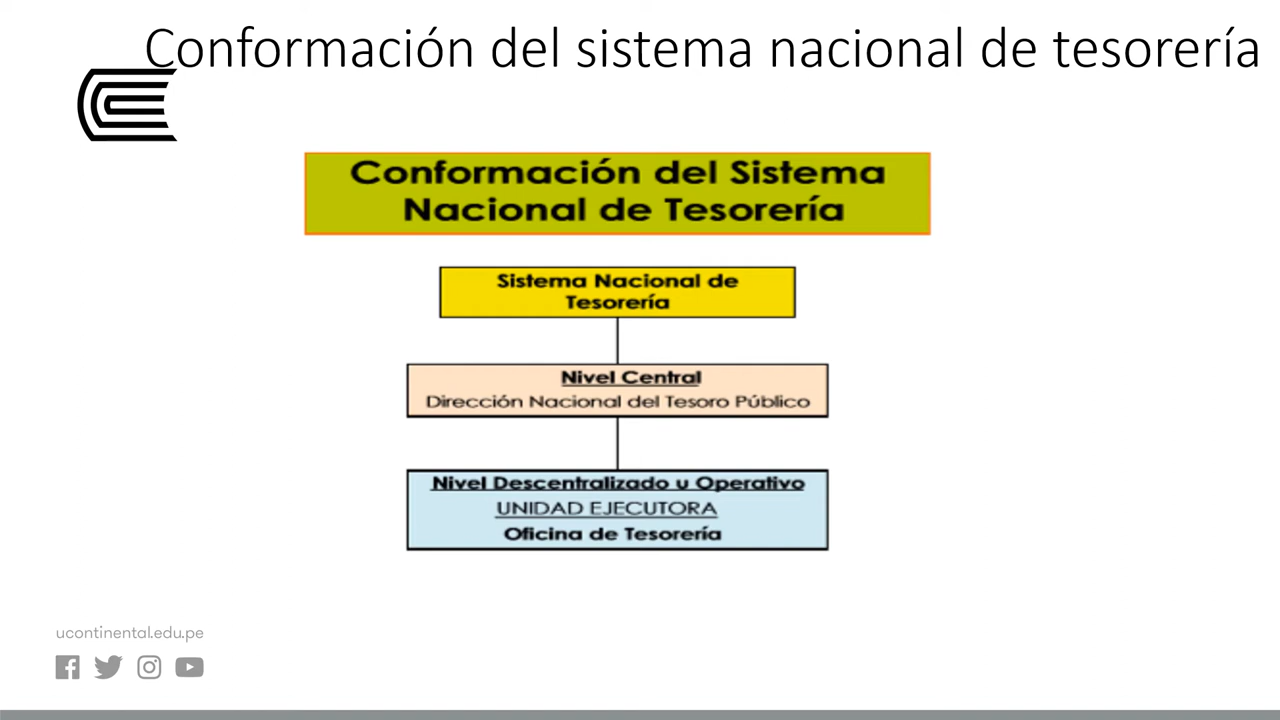 Conformación del sistema nacional de tesorería
Conformación del Sistema
Nacional de Tesorería
Sistema Nacional de
Tesorería
Nivel Central
Dirección Nacional del Tesoro Público
Nivel Descentralizado u Operativo
UNIDAD EJECUTORA
Oficina de Tesorería
ucontinental.edu.pe